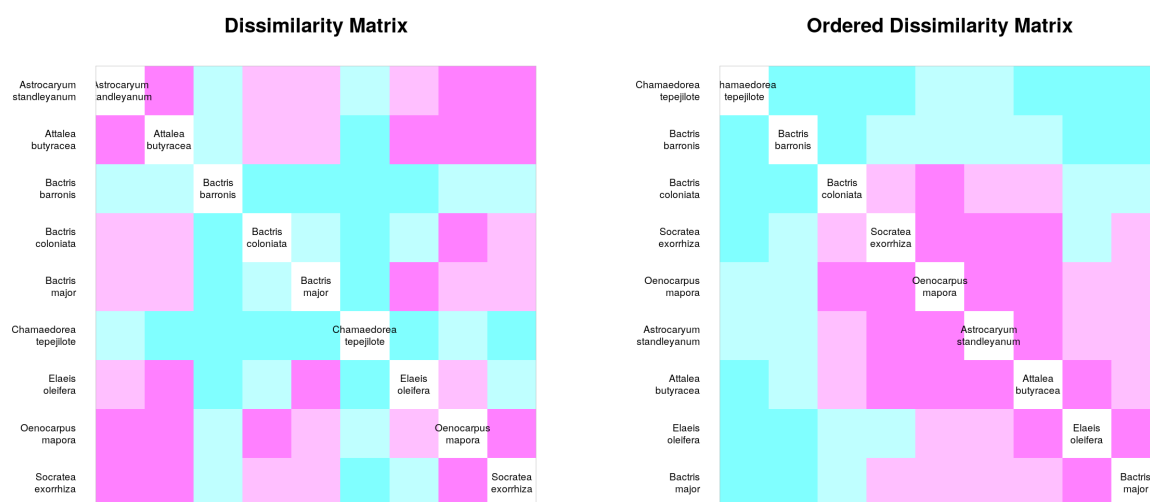 Dissimilarity Matrix
Astrocaryum
standleyanum
Attalea
butyracea
Bactris
barronis
Bactris
coloniata
Bactris
major
Chamaedorea
tepejilote
Elaeis
oleifera
Oenocarpus
mapora
Socratea
exorrhiza
Astrocaryum
andleyanum
Attalea
butyracea
Bactris
barronis
Bactris
coloniata
Bactris
major
Chamaedorea
tepejilote
Elaeis
oleifera
Oenocarpus
mapora
Socratea
exorrhiza
Ordered Dissimilarity Matrix
Chamaedorea
tepejilote
Bactris
barronis
Bactris
coloniata
Socratea
exorrhiza
Oenocarpus
mapora
Astrocaryum
standleyanum
Attalea
butyracea
Elaeis
oleifera
Bactris
major
hamaedorea
tepejilote
Bactris
barronis
Bactris
coloniata
Socratea
exorrhiza
Oenocarpus
mapora
Astrocaryum
standleyanum
Attalea
butyracea
Elaeis
oleifera
Bactris
major